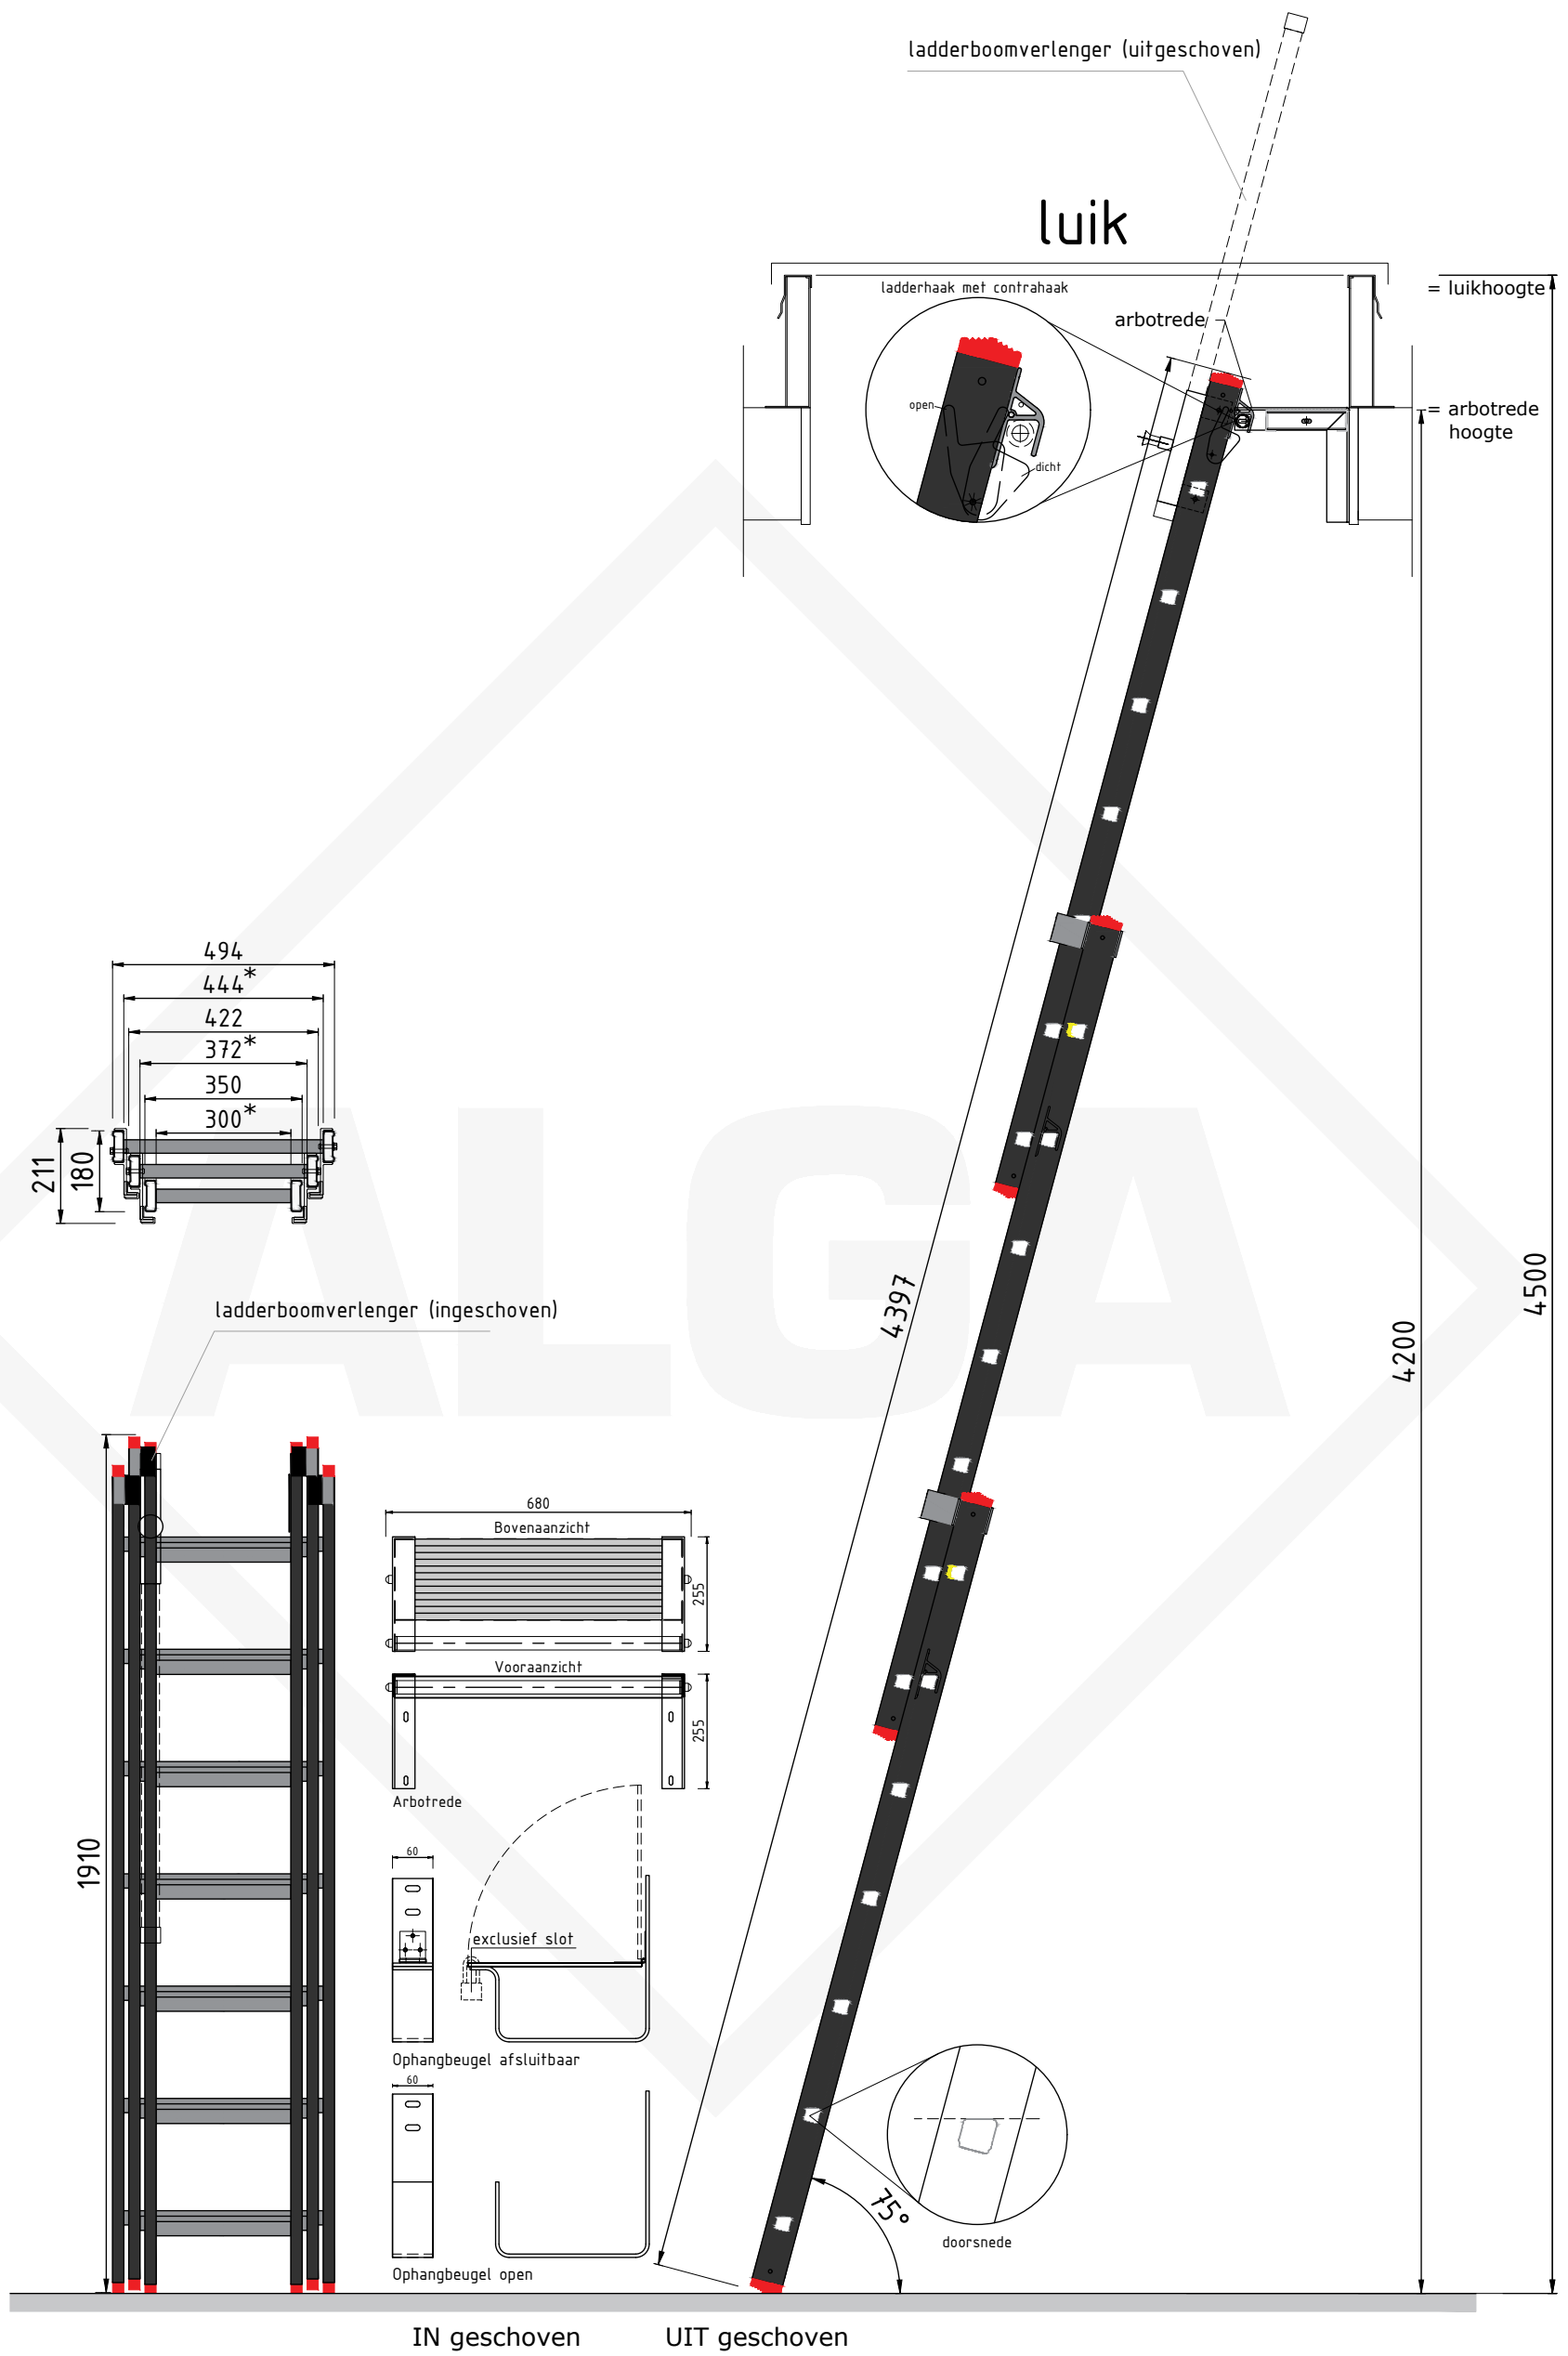 ladderboomverlenger (uitgeschoven)
luik
ladderhaak met contrahaak
= luikhoogte
arbotrede
open
dicht
= arbotrede
hoogte
494
444*
422
372*
350
300*
211
180
4397
4200
4500
ladderboomverlenger (ingeschoven)
ALGA
1910
680
Bovenaanzicht
255
Vooraanzicht
255
Arbotrede
60
exclusief slot
Ophangbeugel afsluitbaar
60
Ophangbeugel open
75°
doorsnede
IN geschoven
UIT geschoven